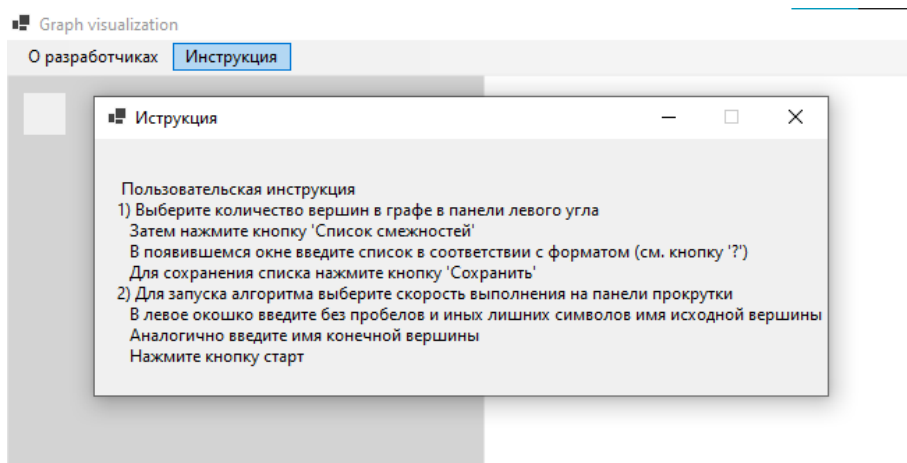 Graph visualization
О разработчиках Инструкция
Иструкция
Пользовательская инструкция
1) Выберите количество вершин в графе в панели левого угла
Затем нажмите кнопку 'Список смежностей'
В появившемся окне введите список в соответствии с форматом (см. кнопку '?')
Для сохранения списка нажмите кнопку 'Сохранить'
2) Для запуска алгоритма выберите скорость выполнения на панели прокрутки
В левое окошко введите без пробелов и иных лишних символов имя исходной вершины
Аналогично введите имя конечной вершины
Нажмите кнопку старт